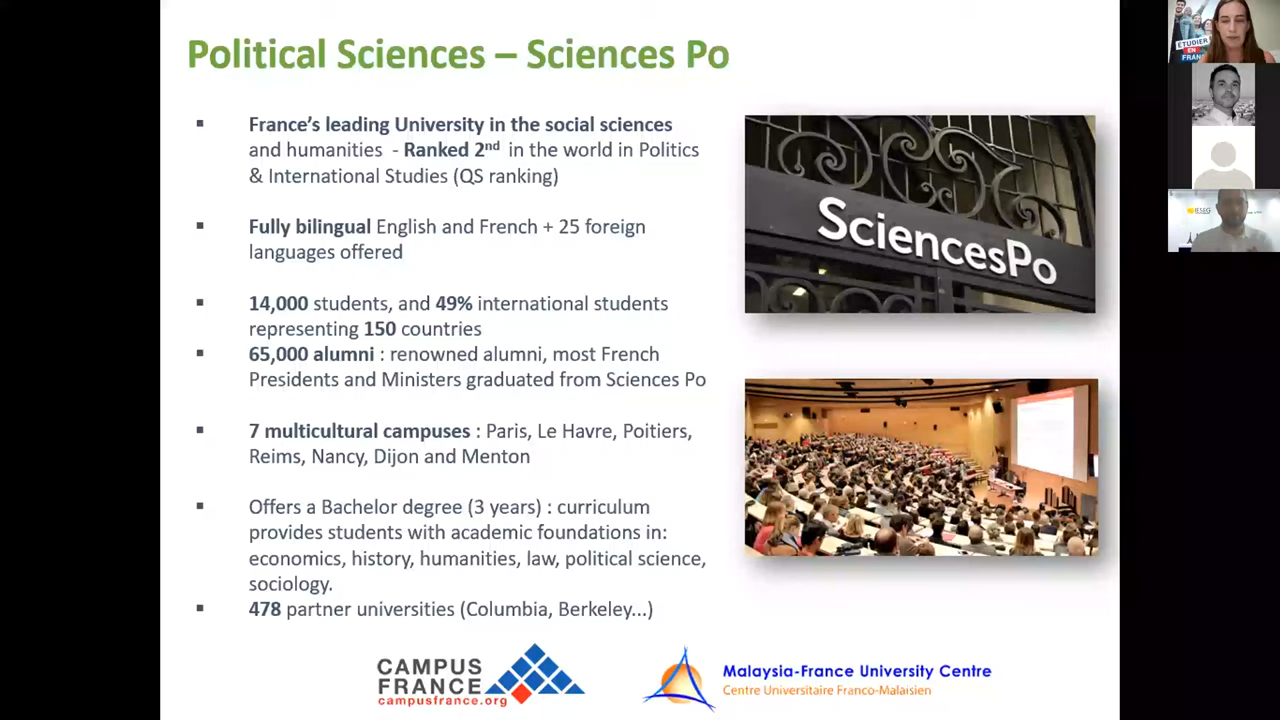 Political Sciences – Sciences Po
▪ France's leading University in the social sciences
and humanities - Ranked 2nd in the world in Politics
& International Studies (QS ranking)
▪ Fully bilingual English and French + 25 foreign
languages offered
▪ 14,000 students, and 49% international students
representing 150 countries
▪ 65,000 alumni : renowned alumni, most French
Presidents and Ministers graduated from Sciences Po
▪ 7 multicultural campuses : Paris, Le Havre, Poitiers,
Reims, Nancy, Dijon and Menton
▪ Offers a Bachelor degree (3 years) : curriculum
provides students with academic foundations in:
economics, history, humanities, law, political science,
sociology.
▪ 478 partner universities (Columbia, Berkeley...)
SciencesPo
CAMPUS
FRANCE
campusfrance.org
Malaysia-France University Centre
Centre Universitaire Franco-Malaisien
ÉTUDIER
EN
FRANC
IESEG